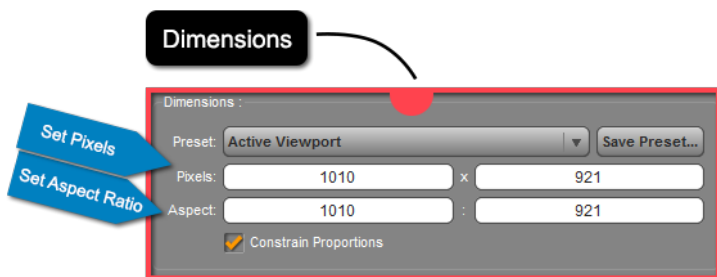 Dimensions
Dimensions :
Set Pixels
Preset: Active Viewport Save Preset...
Pixels: 1010 x 921
Set Aspect Ratio
Aspect: 1010 : 921
Constrain Proportions